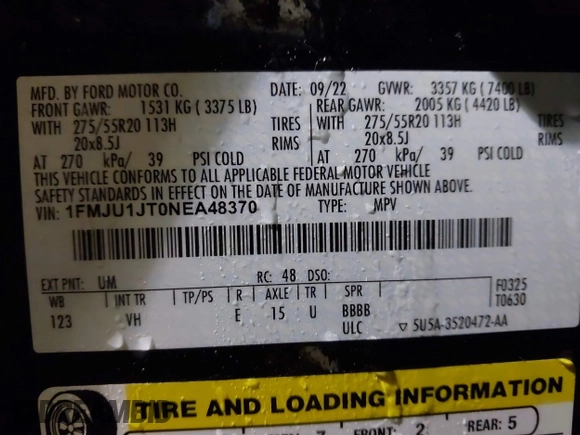 MFD. BY FORD MOTOR CO.
DATE: 09/22 GVWR: 3357 KG ( 7400 LB)
FRONT GAWR: 1531 KG ( 3375 LB) REAR GAWR: 2005 KG ( 4420 LB)
WITH 275/55R20 113H TIRES WITH 275/55R20 113H TIRES
20x8.5J RIMS 20x8.5J RIMS
AT 270 kPa/ 39 PSI COLD AT 270 kPa/ 39 PSI COLD
THIS VEHICLE CONFORMS TO ALL APPLICABLE FEDERAL MOTOR VEHICLE
SAFETY STANDARDS IN EFFECT ON THE DATE OF MANUFACTURE SHOWN ABOVE.
VIN: 1FMJU1JT0NEA48370 TYPE: MPV
EXT PNT: UM RC: 48 DSO:
WB INT TR TP/PS R AXLE TR SPR F0325
T0630
123 VH E 15 U BBBB
ULC ▽ 5U5A-3520472-AA
TIRE AND LOADING INFORMATION
7 FRONT: 2 REAR: 5